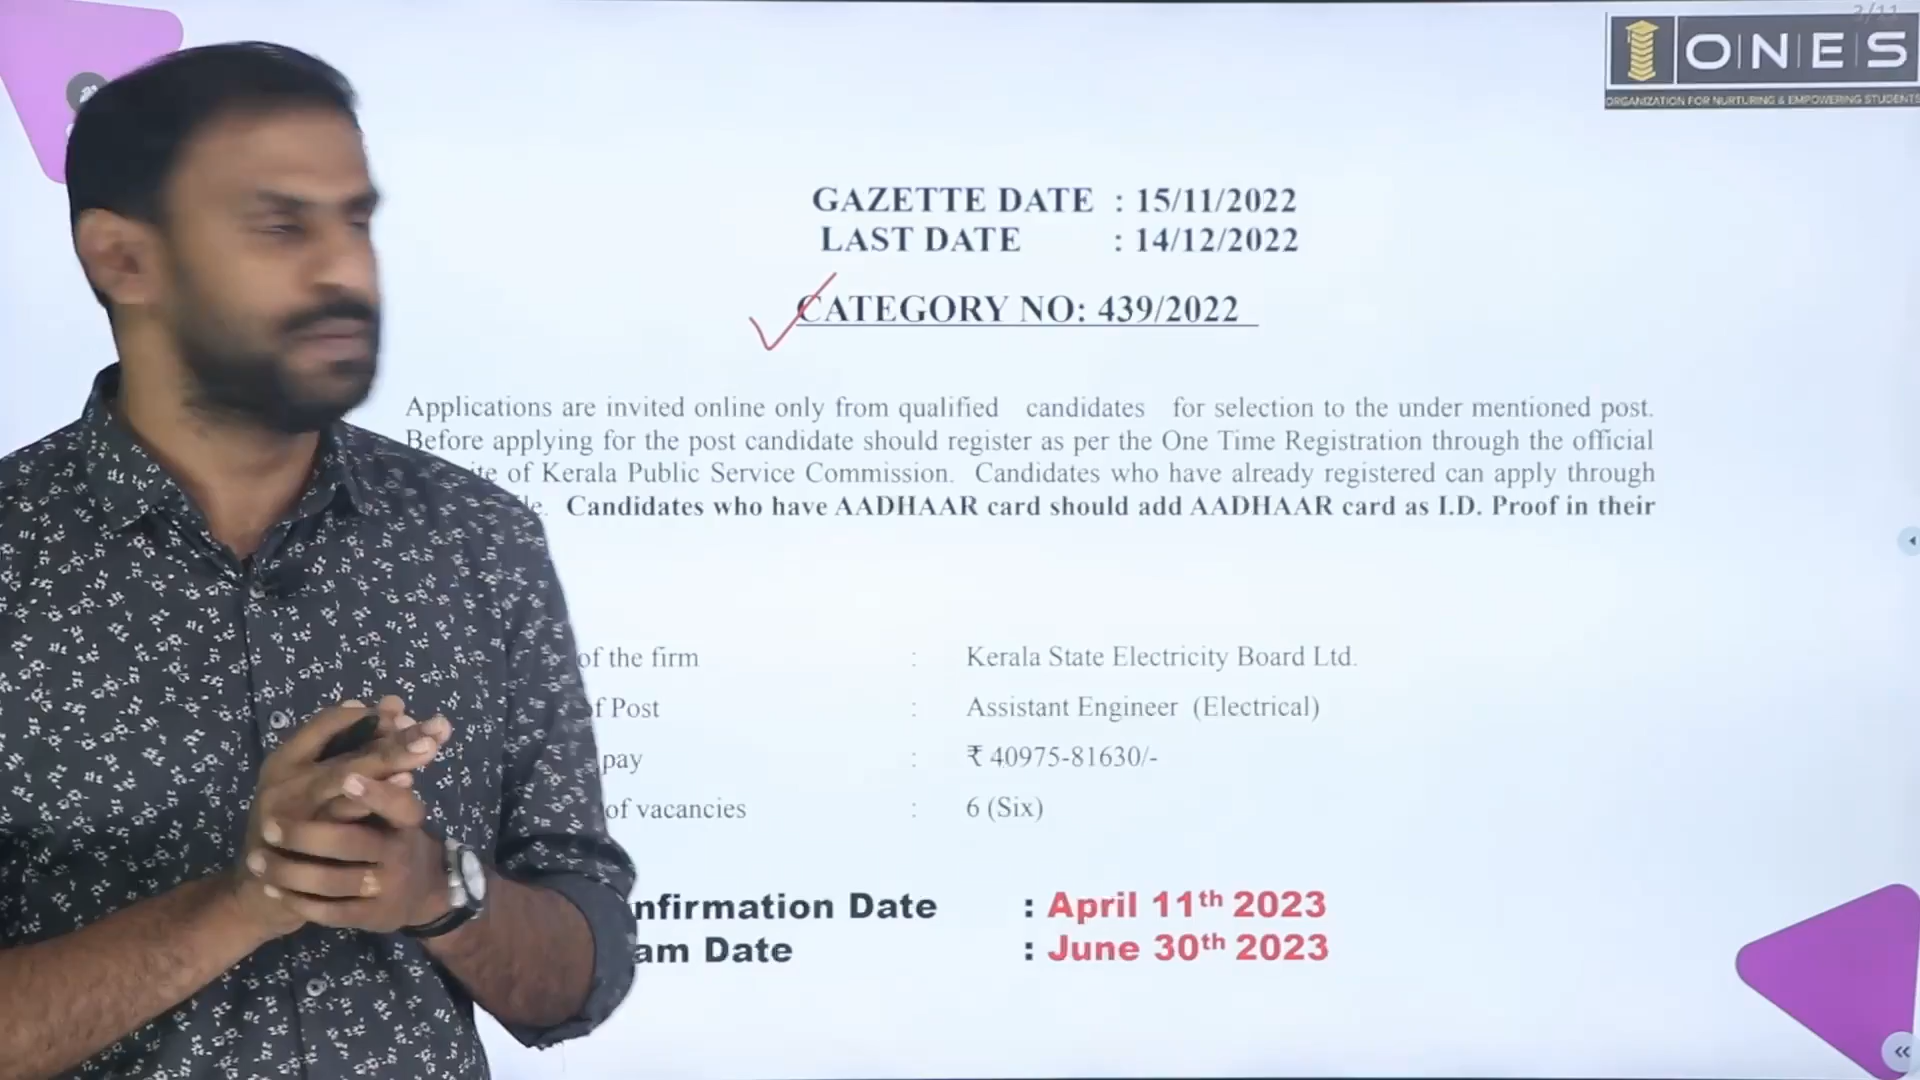 3/11
O|N|E|S
ORGANIZATION FOR NURTURING & EMPOWERING STUDENTS
GAZETTE DATE : 15/11/2022
LAST DATE : 14/12/2022
CATEGORY NO: 439/2022
Applications are invited online only from qualified candidates for selection to the under mentioned post.
Before applying for the post candidate should register as per the One Time Registration through the official
of Kerala Public Service Commission. Candidates who have already registered can apply through
Candidates who have AADHAAR card should add AADHAAR card as I.D. Proof in their
of the firm : Kerala State Electricity Board Ltd.
Post : Assistant Engineer (Electrical)
pay : ₹ 40975-81630/-
of vacancies : 6 (Six)
nfirmation Date : April 11th 2023
am Date : June 30th 2023